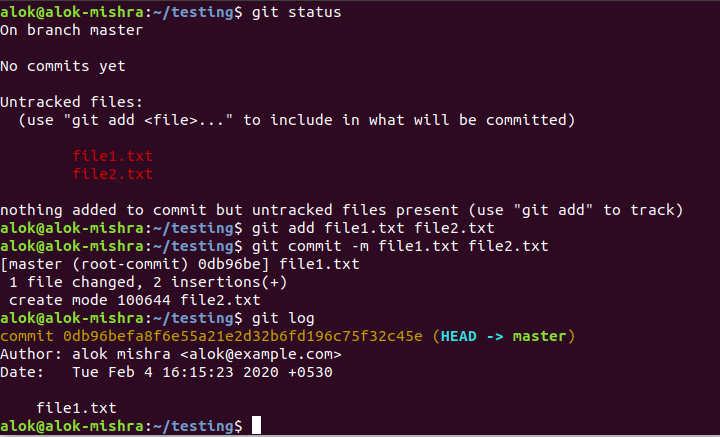 alok@alok-mishra:~/testing$ git status
On branch master

No commits yet

Untracked files:
  (use "git add <file>..." to include in what will be committed)

        file1.txt
        file2.txt

nothing added to commit but untracked files present (use "git add" to track)
alok@alok-mishra:~/testing$ git add file1.txt file2.txt
alok@alok-mishra:~/testing$ git commit -m file1.txt file2.txt
[master (root-commit) 0db96be] file1.txt
 1 file changed, 2 insertions(+)
 create mode 100644 file2.txt
alok@alok-mishra:~/testing$ git log
commit 0db96befa8f6e55a21e2d32b6fd196c75f32c45e (HEAD -> master)
Author: alok mishra <alok@example.com>
Date:   Tue Feb 4 16:15:23 2020 +0530

    file1.txt
alok@alok-mishra:~/testing$